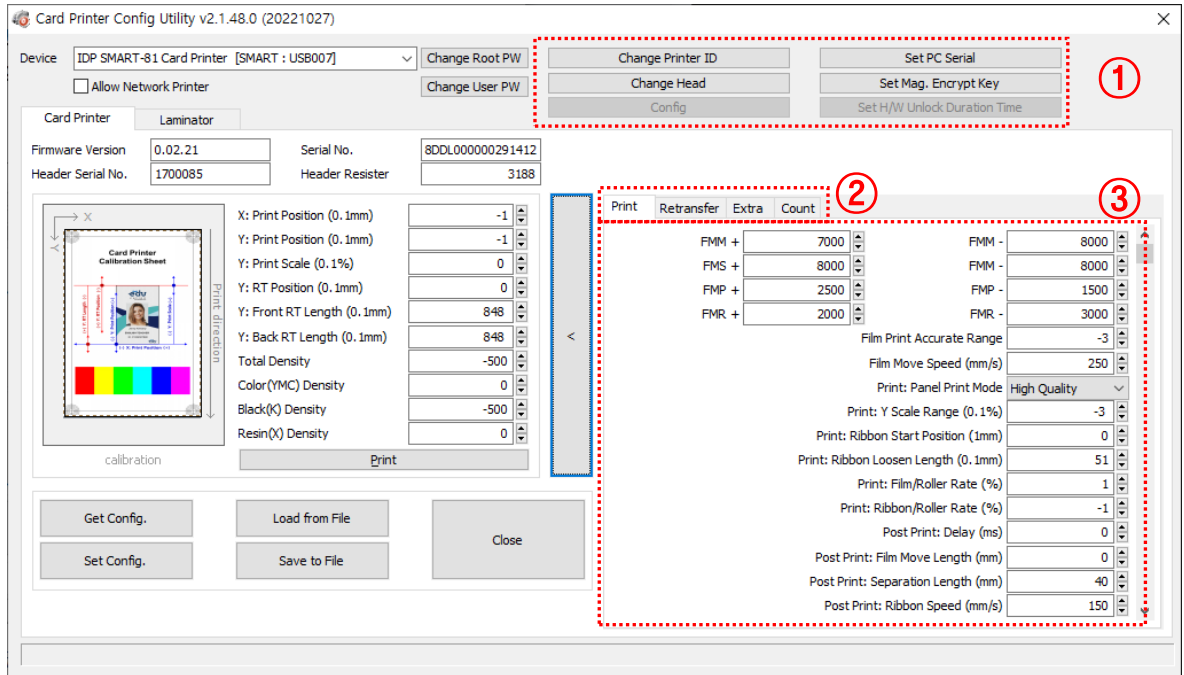 Card Printer Config Utility v2.1.48.0 (20221027)
Device IDP SMART-81 Card Printer [SMART : USB007] Change Root PW Change Printer ID Set PC Serial
①
Allow Network Printer Change User PW Change Head Set Mag. Encrypt Key
Config Set H/W Unlock Duration Time
Card Printer Laminator
Firmware Version 0.02.21 Serial No. 8DDL000000291412
Header Serial No. 1700085 Header Resister 3188
X
Y
Card Printer
Calibration Sheet
Print direction
calibration
X: Print Position (0.1mm) -1
Y: Print Position (0.1mm) -1
Y: Print Scale (0.1%) 0
Y: RT Position (0.1mm) 0
Y: Front RT Length (0.1mm) 848
Y: Back RT Length (0.1mm) 848
Total Density -500
Color(YMC) Density 0
Black(K) Density -500
Resin(X) Density 0
Print
<
Get Config. Load from File Close
Set Config. Save to File
②
③
Print Retransfer Extra Count
FMM + 7000 FMM - 8000
FMS + 8000 FMM - 8000
FMP + 2500 FMP - 1500
FMR + 2000 FMR - 3000
Film Print Accurate Range -3
Film Move Speed (mm/s) 250
Print: Panel Print Mode High Quality
Print: Y Scale Range (0.1%) -3
Print: Ribbon Start Position (1mm) 0
Print: Ribbon Loosen Length (0.1mm) 51
Print: Film/Roller Rate (%) 1
Print: Ribbon/Roller Rate (%) -1
Post Print: Delay (ms) 0
Post Print: Film Move Length (mm) 0
Post Print: Separation Length (mm) 40
Post Print: Ribbon Speed (mm/s) 150